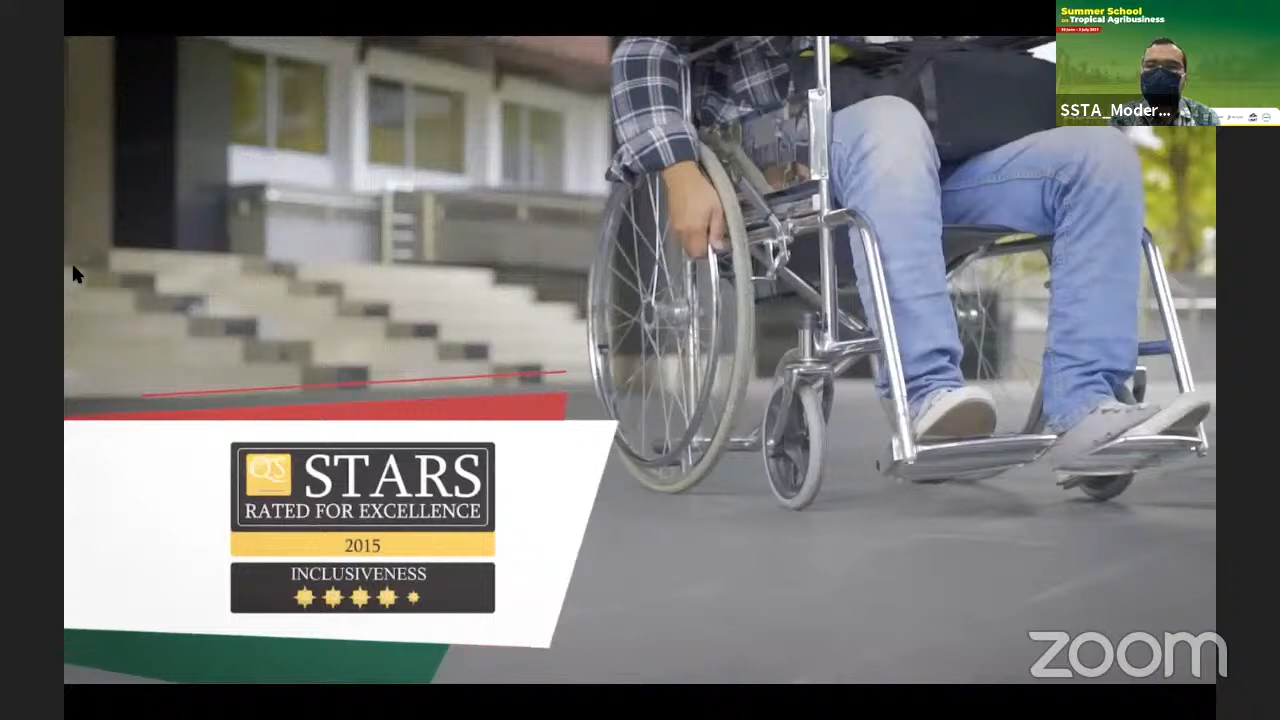 Summer School
on Tropical Agribusiness
SSTA_Moder...
QS
STARS
RATED FOR EXCELLENCE
2015
INCLUSIVENESS
zoom